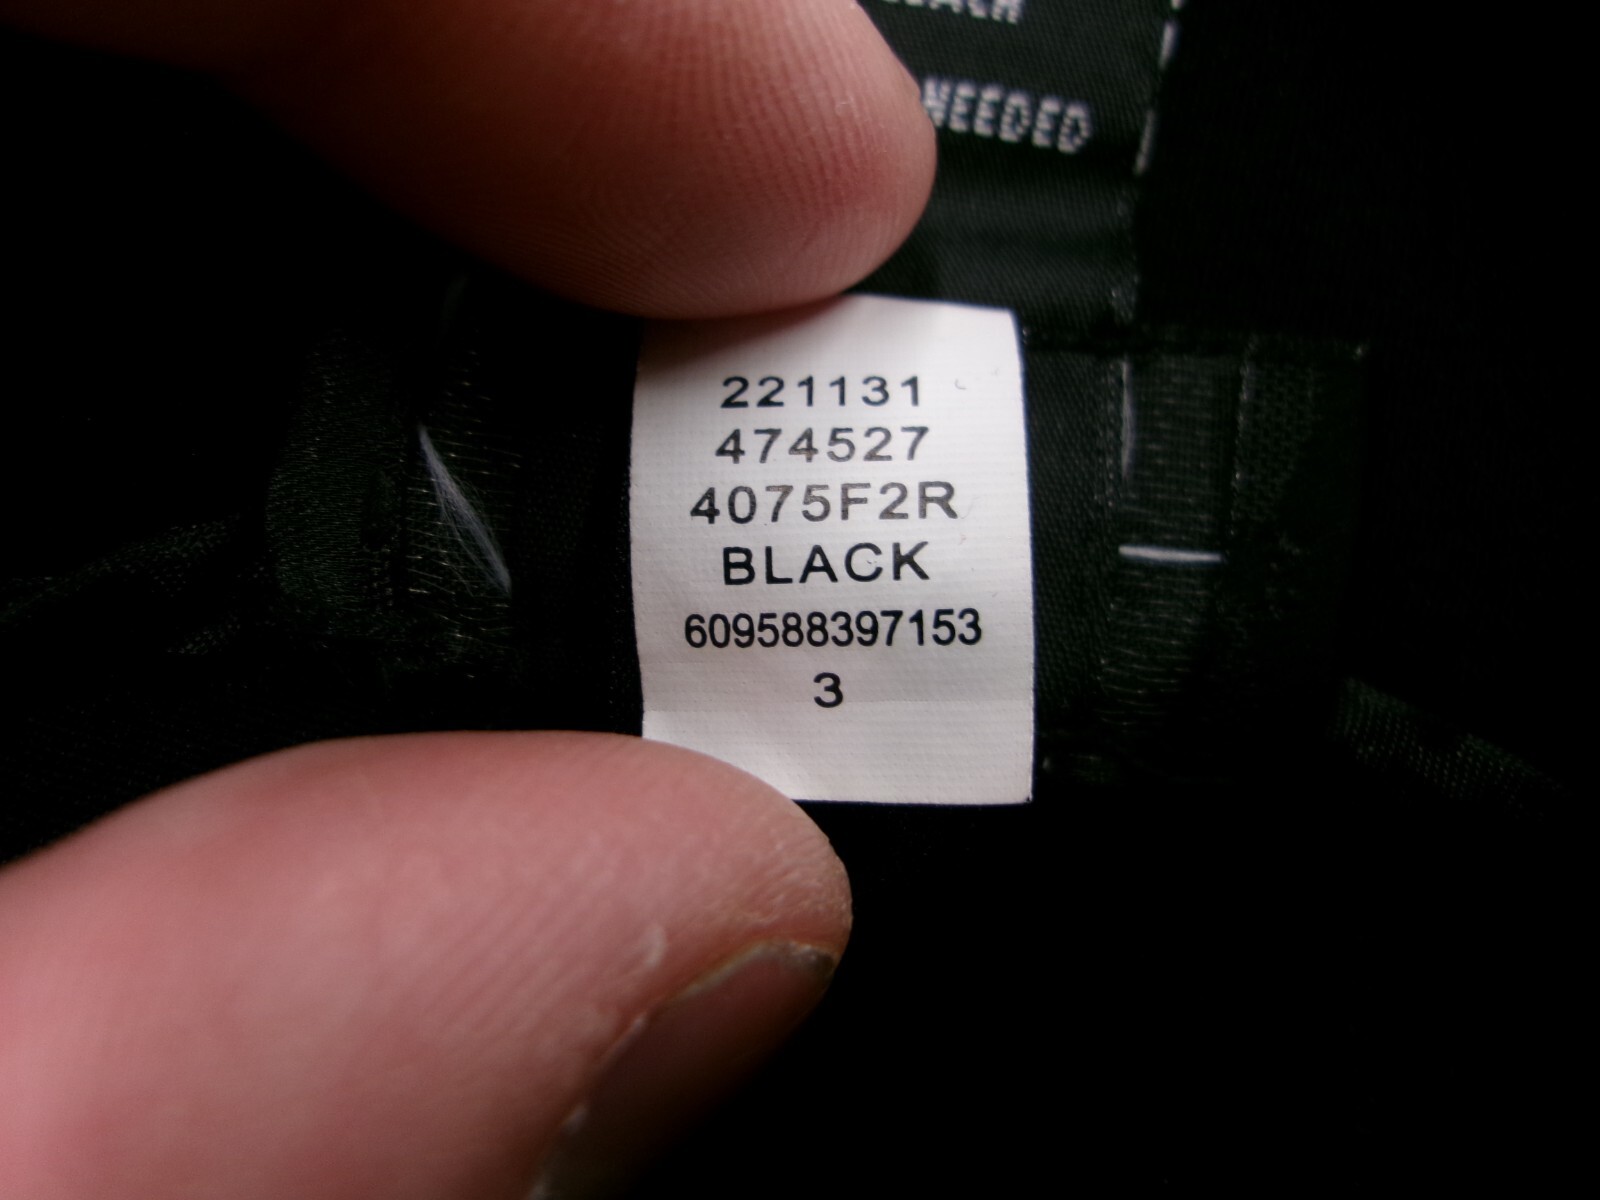 NEEDED
221131
474527
4075F2R
BLACK
609588397153
3